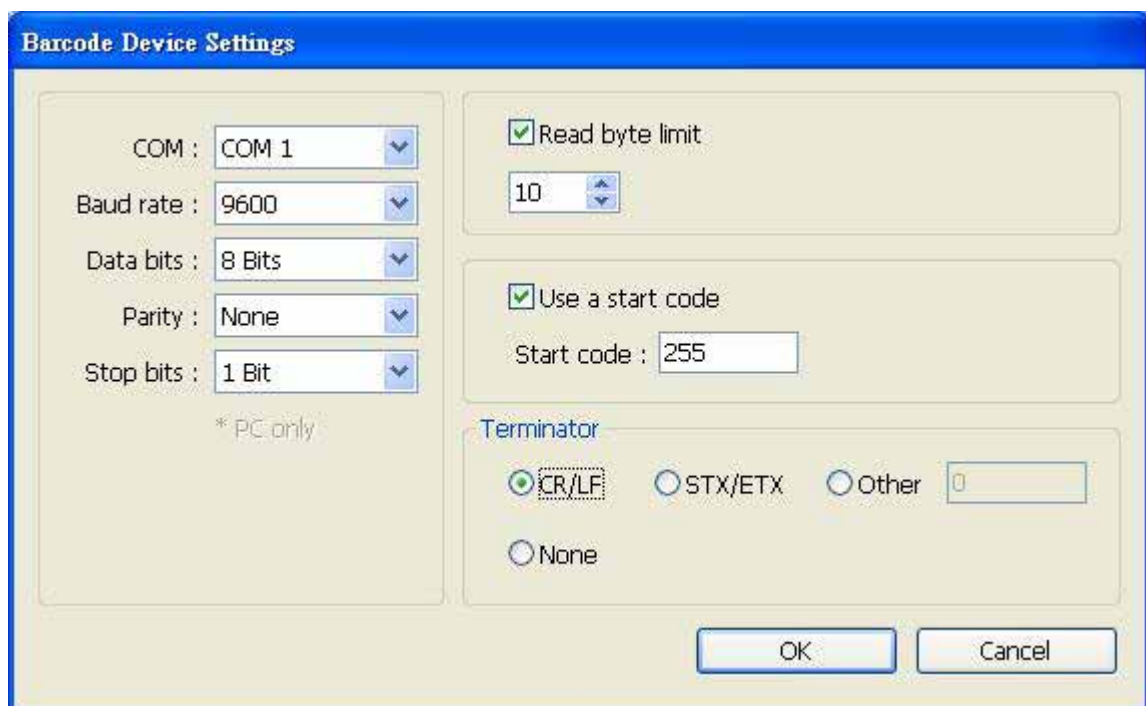 Barcode Device Settings
COM : COM 1
Baud rate : 9600
Data bits : 8 Bits
Parity : None
Stop bits : 1 Bit
* PC only
Read byte limit
10
Use a start code
Start code : 255
Terminator
CR/LF STX/ETX Other 0
None
OK Cancel